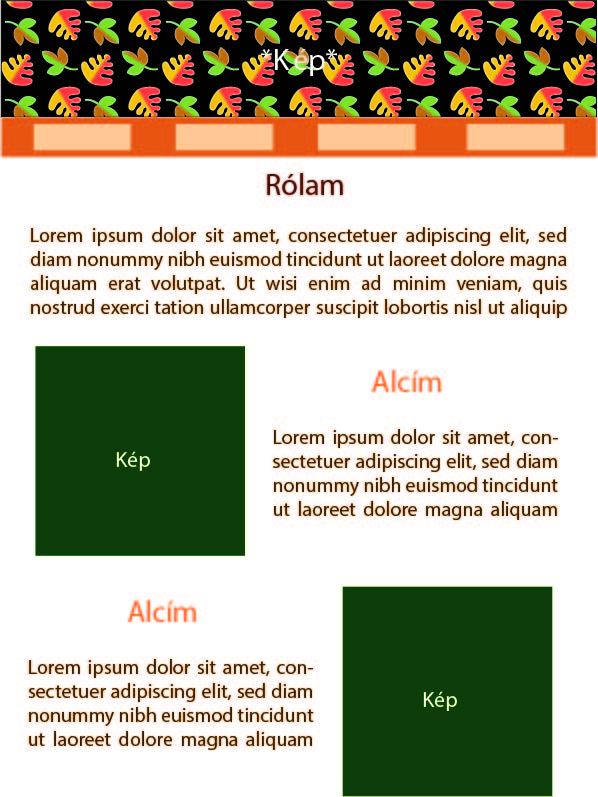 *Kép*
Rólam
Lorem ipsum dolor sit amet, consectetuer adipiscing elit, sed
diam nonummy nibh euismod tincidunt ut laoreet dolore magna
aliquam erat volutpat. Ut wisi enim ad minim veniam, quis
nostrud exerci tation ullamcorper suscipit lobortis nisl ut aliquip
Kép
Alcím
Lorem ipsum dolor sit amet, con-
sectetuer adipiscing elit, sed diam
nonummy nibh euismod tincidunt
ut laoreet dolore magna aliquam
Alcím
Lorem ipsum dolor sit amet, con-
sectetuer adipiscing elit, sed diam
nonummy nibh euismod tincidunt
ut laoreet dolore magna aliquam
Kép